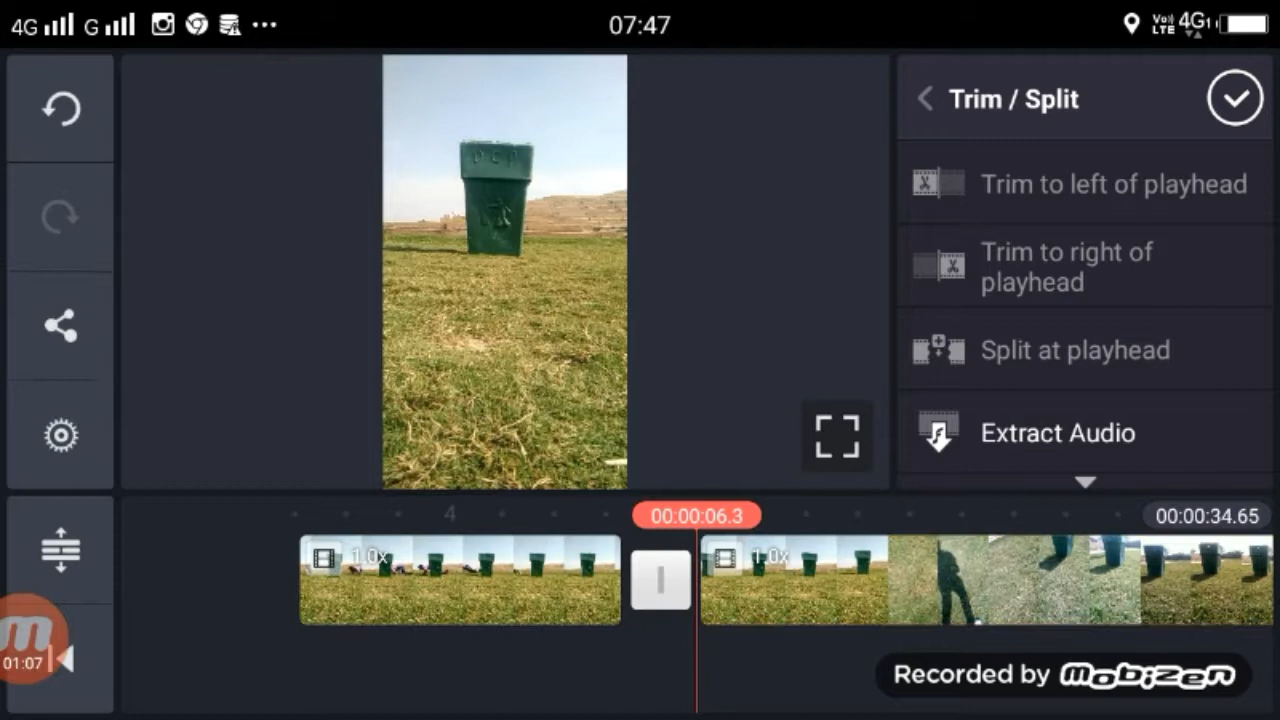 4G G 07:47 VoI) LTE 4G
Trim / Split
Trim to left of playhead
Trim to right of
playhead
Split at playhead
Extract Audio
4
00:00:06.3
00:00:34.65
1.0x
1.0x
01:07
Recorded by mobizen